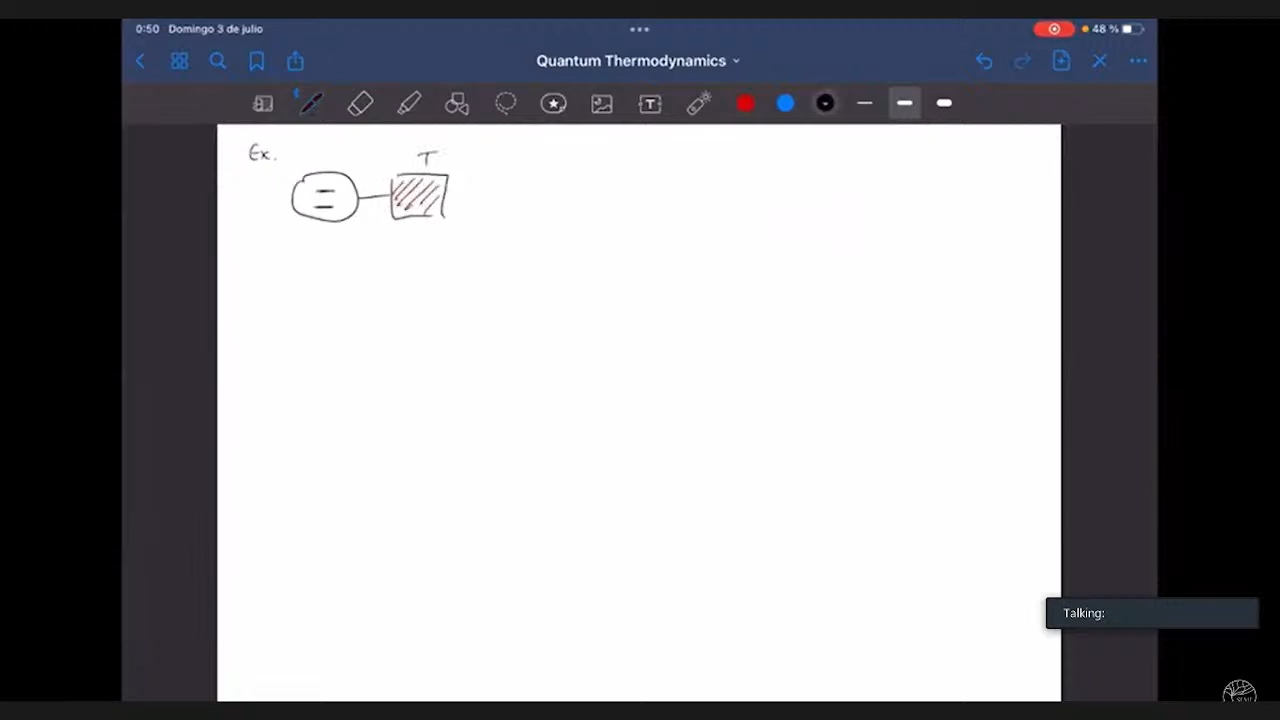 0:50 Domingo 3 de julio
48 %
Quantum Thermodynamics
T
Ex.
T
Talking: